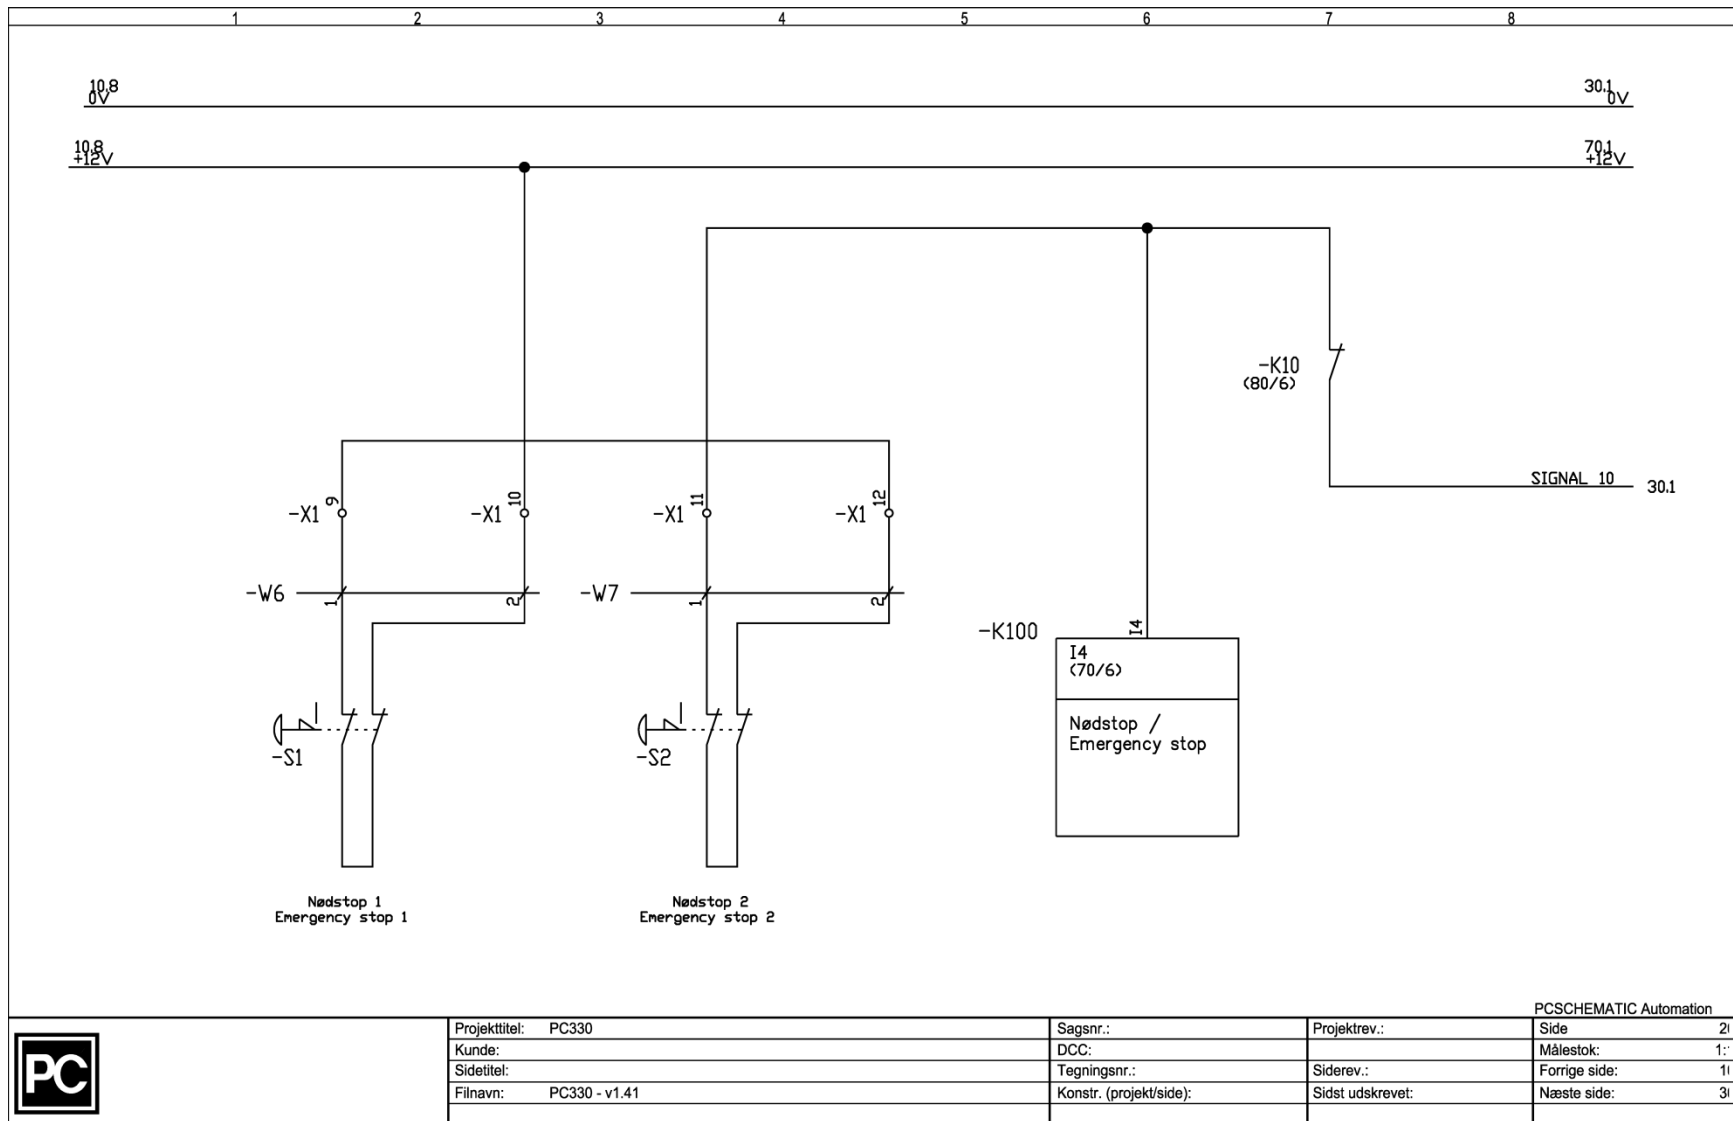 1 2 3 4 5 6 7 8
10.8 30.1
0V 0V
10.8 70.1
+12V +12V
-K10
(80/6)
SIGNAL 10 30.1
9 10 11 12
-X1 -X1 -X1 -X1
-W6 1 2 -W7 1 2
-K100 I4
I4
(70/6)
Nødstop /
Emergency stop
-S1 -S2
Nødstop 1
Emergency stop 1
Nødstop 2
Emergency stop 2
PCSCHEMATIC Automation
PC
Projekttitel: PC330 Sagsnr.: Projektrev.: Side
Kunde: DCC: Målestok:
Sidetitel: Tegningsnr.: Siderev.: Forrige side:
Filnavn: PC330 - v1.41 Konstr. (projekt/side): Sidst udskrevet: Næste side: